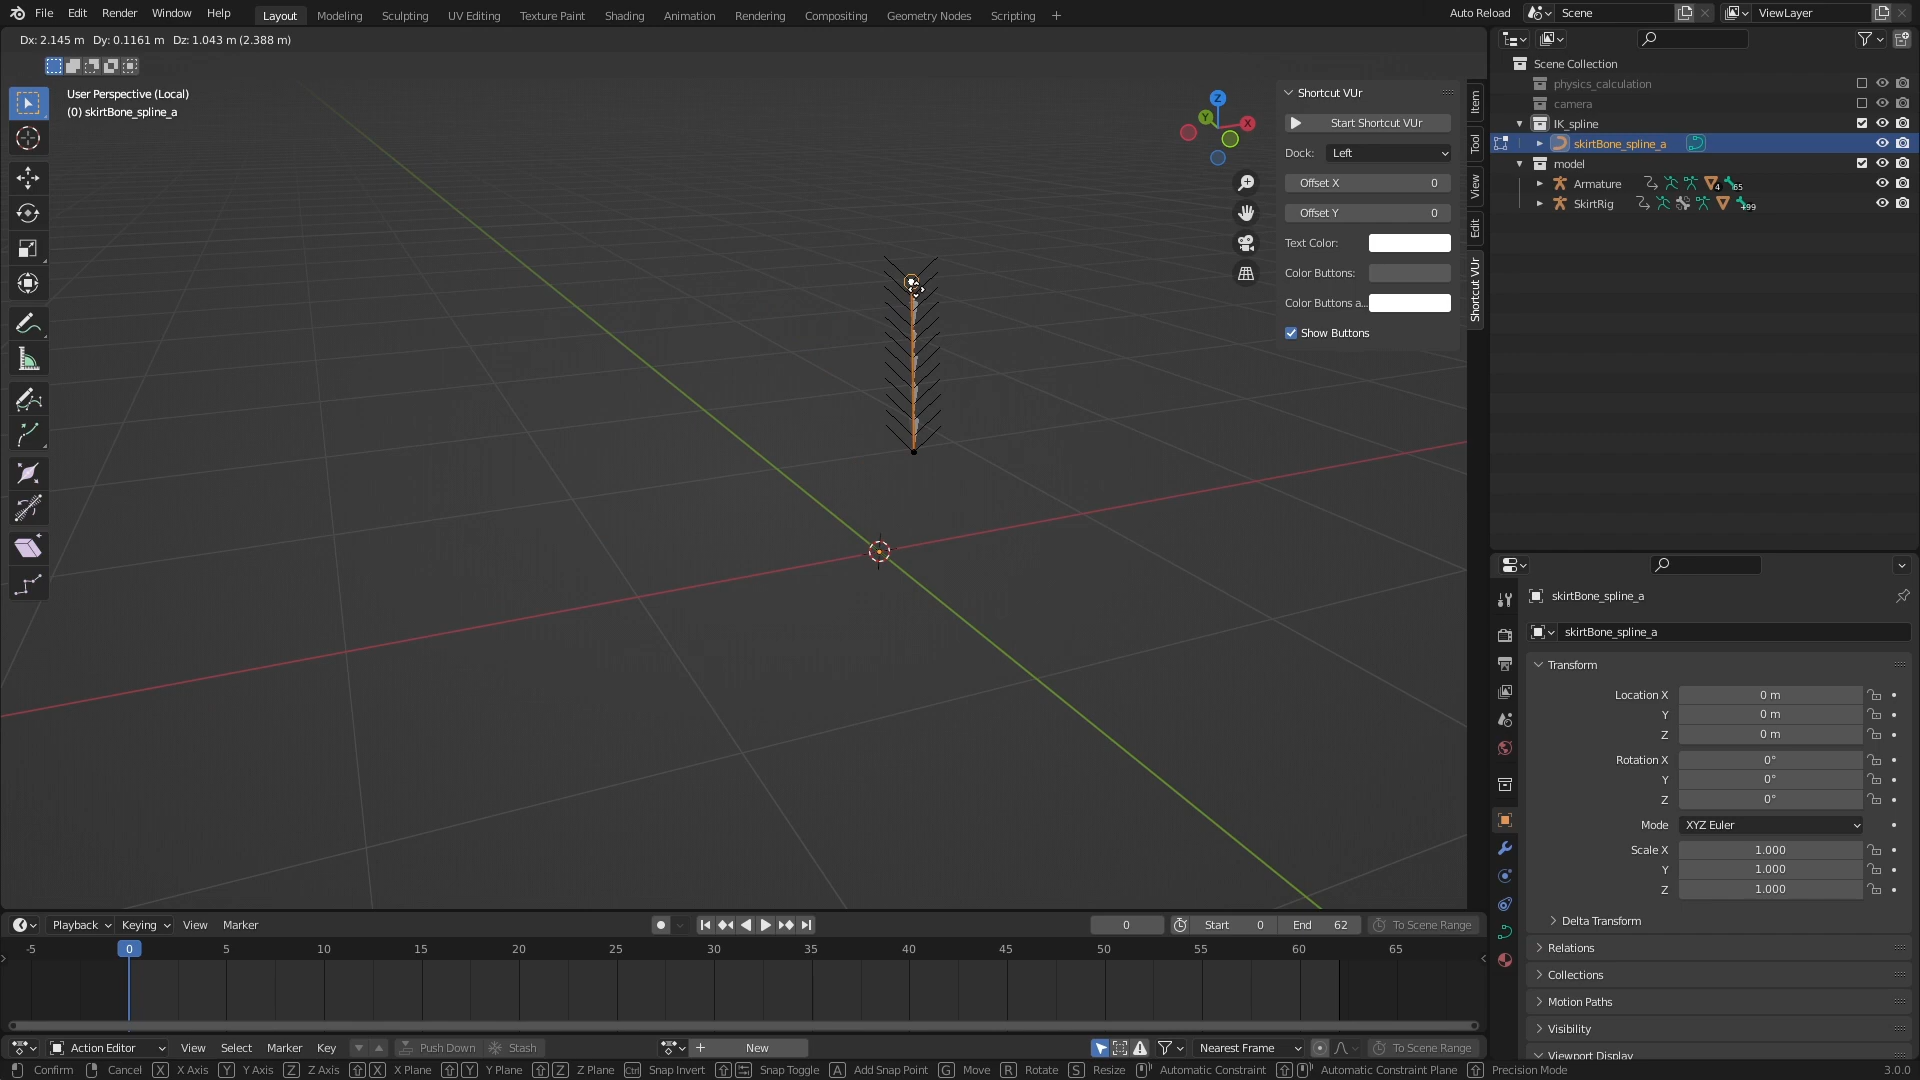 File Edit Render Window Help Layout Modeling Sculpting UV Editing Texture Paint Shading Animation Rendering Compositing Geometry Nodes Scripting + Auto Reload Scene ViewLayer
Dx: 2.145 m Dy: 0.1161 m Dz: 1.043 m (2.388 m)
User Perspective (Local)
(0) skirtBone_spline_a
Z
Y
X
Shortcut VUr
Start Shortcut VUr
Dock: Left
Offset X 0
Offset Y 0
Text Color:
Color Buttons:
Color Buttons a...
Show Buttons
Item
Tool
View
Edit
Shortcut VUr
Scene Collection
physics_calculation
camera
IK_spline
skirtBone_spline_a
model
Armature 4 65
SkirtRig +99
skirtBone_spline_a
skirtBone_spline_a
Transform
Location X 0 m
Y 0 m
Z 0 m
Rotation X 0°
Y 0°
Z 0°
Mode XYZ Euler
Scale X 1.000
Y 1.000
Z 1.000
Delta Transform
Relations
Collections
Motion Paths
Visibility
Viewport Display
Playback Keying View Marker 0 Start 0 End 62 To Scene Range
-5 0 5 10 15 20 25 30 35 40 45 50 55 60 65
Action Editor View Select Marker Key Push Down Stash New Nearest Frame To Scene Range
Confirm Cancel X X Axis Y Y Axis Z Z Axis X X Plane Y Y Plane Z Z Plane Ctrl Snap Invert Snap Toggle A Add Snap Point G Move R Rotate S Resize Automatic Constraint Automatic Constraint Plane Precision Mode 3.0.0